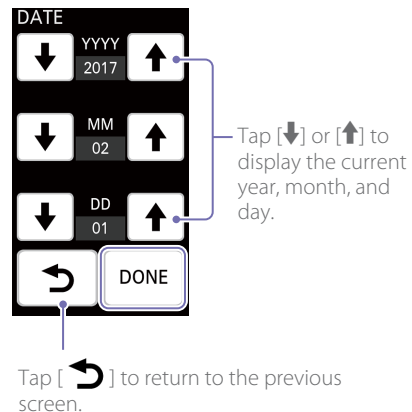 DATE
YYYY
2017
MM
02
DD
01
DONE
Tap [⬇] or [⬆] to
display the current
year, month, and
day.
Tap [⮌] to return to the previous
screen.